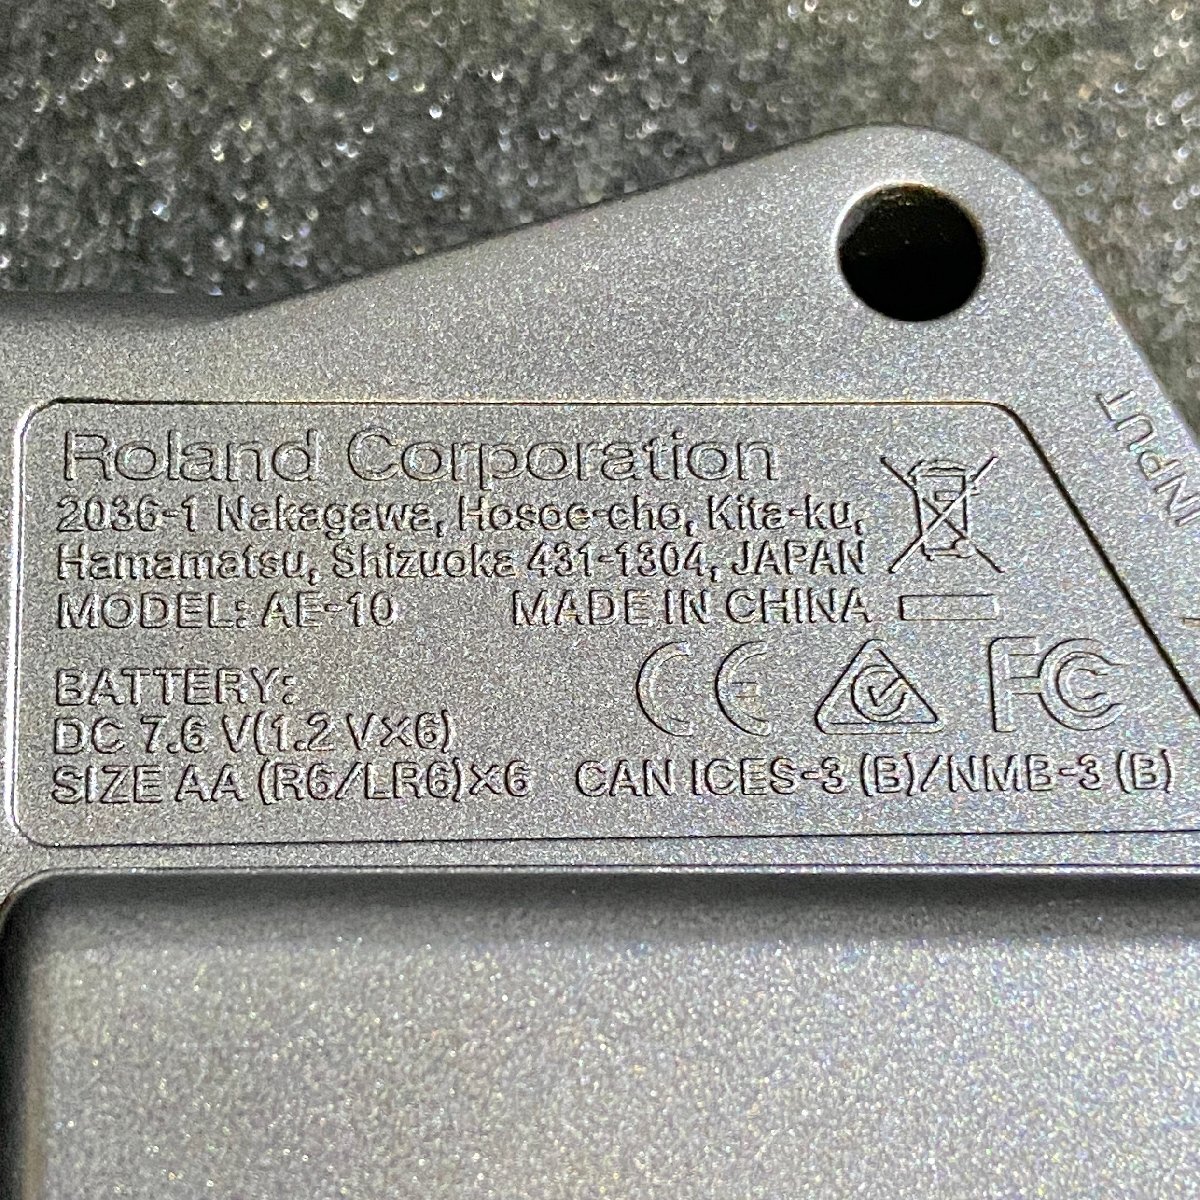 Roland Corporation
2036-1 Nakagawa, Hosoe-cho, Kita-ku,
Hamamatsu, Shizuoka 431-1304, JAPAN
MODEL: AE-10 MADE IN CHINA
BATTERY:
DC 7.6 V(1.2 V×6)
SIZE AA (R6/LR6)×6
CE FC
CAN ICES-3 (B)/NMB-3 (B)
INPUT